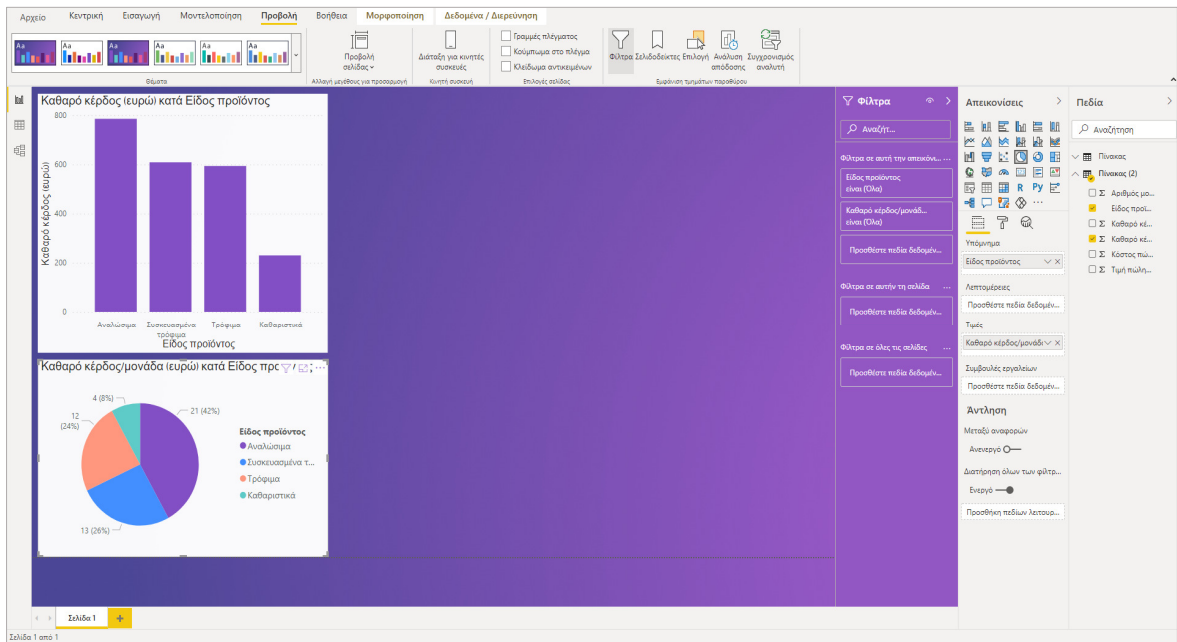 Αρχείο Κεντρική Εισαγωγή Μοντελοποίηση Προβολή Βοήθεια Μορφοποίηση Δεδομένα / Διερεύνηση
Aa Aa Aa Aa Aa Aa
Θέματα
Προβολή
σελίδας
Αλλαγή μεγέθους για προσαρμογή
Διάταξη για κινητές
συσκευές
Κινητή συσκευή
Γραμμές πλέγματος
Κούμπωμα στο πλέγμα
Κλείδωμα αντικειμένων
Επιλογές σελίδας
Φίλτρα Σελιδοδείκτες Επιλογή Ανάλυση Συγχρονισμός
απόδοσης αναλυτή
Εμφάνιση τμημάτων παραθύρου
Καθαρό κέρδος (ευρώ) κατά Είδος προϊόντος
800
600
400
200
0
Καθαρό κέρδος (ευρώ)
Αναλώσιμα Συσκευασμένα Τρόφιμα Καθαριστικά
τρόφιμα
Είδος προϊόντος
Καθαρό κέρδος/μονάδα (ευρώ) κατά Είδος προ
4 (8%)
21 (42%)
12
(24%)
13 (26%)
Είδος προϊόντος
Αναλώσιμα
Συσκευασμένα τ...
Τρόφιμα
Καθαριστικά
Φίλτρα
Αναζήτ...
Φίλτρα σε αυτή την απεικόνι... ...
Είδος προϊόντος
είναι (Όλα)
Καθαρό κέρδος/μονάδ...
είναι (Όλα)
Προσθέστε πεδία δεδομέν...
Φίλτρα σε αυτήν τη σελίδα ...
Προσθέστε πεδία δεδομέν...
Φίλτρα σε όλες τις σελίδες ...
Προσθέστε πεδία δεδομέν...
Απεικονίσεις
R Py
Υπόμνημα
Είδος προϊόντος
Λεπτομέρειες
Προσθέστε πεδία δεδομέν...
Τιμές
Καθαρό κέρδος/μονάδα
Συμβουλές εργαλείων
Προσθέστε πεδία δεδομέν...
Άντληση
Μεταξύ αναφορών
Ανενεργό
Διατήρηση όλων των φίλτρ...
Ενεργό
Προσθήκη πεδίων λειτουρ...
Πεδία
Αναζήτηση
Πίνακας
Πίνακας (2)
Σ Αριθμός μο...
Είδος προϊ...
Σ Καθαρό κέ...
Σ Καθαρό κέ...
Σ Κόστος πώ...
Σ Τιμή πώλη...
Σελίδα 1 +
Σελίδα 1 από 1